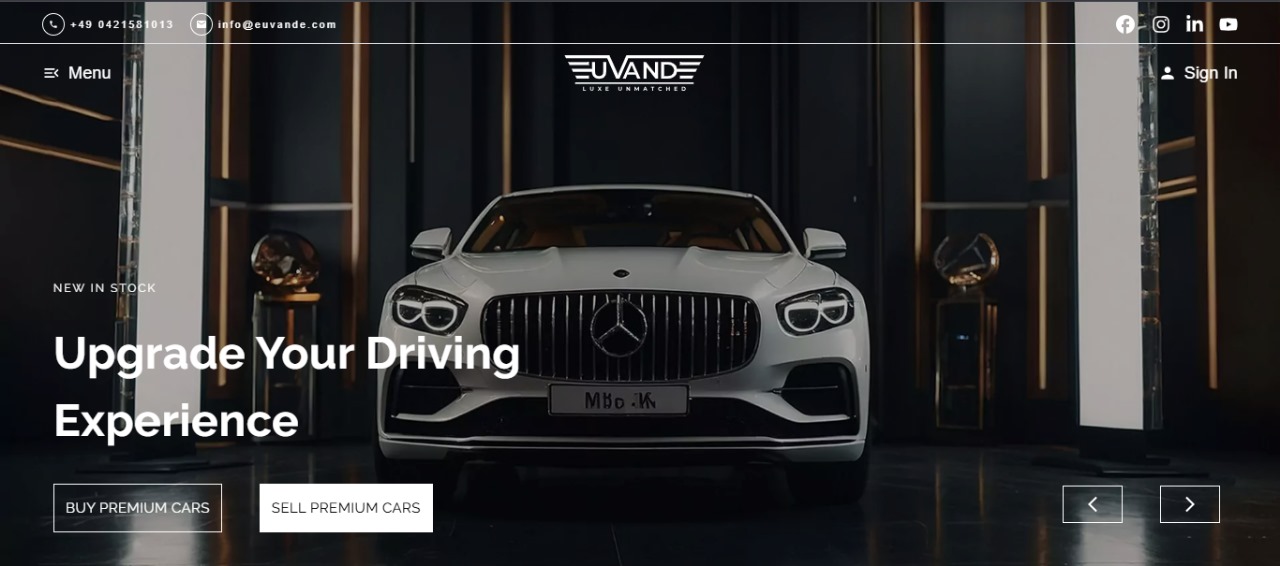 +49 0421581013 info@euvande.com
Menu
EUVANDE
LUXE UNMATCHED
Sign In
NEW IN STOCK
Upgrade Your Driving
Experience
BUY PREMIUM CARS SELL PREMIUM CARS